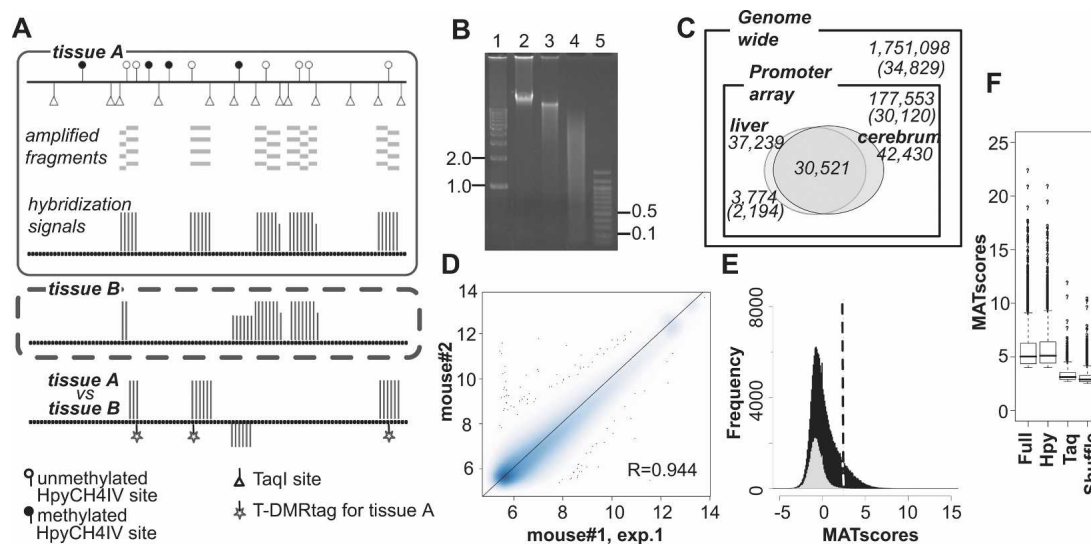 A
tissue A
amplified
fragments
hybridization
signals
tissue B
tissue A
vs
tissue B
unmethylated
HpyCH4IV site
methylated
HpyCH4IV site
TaqI site
T-DMRtag for tissue A
B
1 2 3 4 5
2.0
1.0
0.5
0.1
C
Genome
wide
1,751,098
(34,829)
Promoter
array
177,553
(30,120)
liver
37,239
cerebrum
42,430
30,521
3,774
(2,194)
D
14
12
10
8
6
mouse#2
R=0.944
6 8 10 12 14
mouse#1, exp.1
E
8000
4000
0
Frequency
-5 0 5 10 15
MATscores
F
25
20
15
10
5
0
MATscores
Full
Hpy
Taq
Shuffle